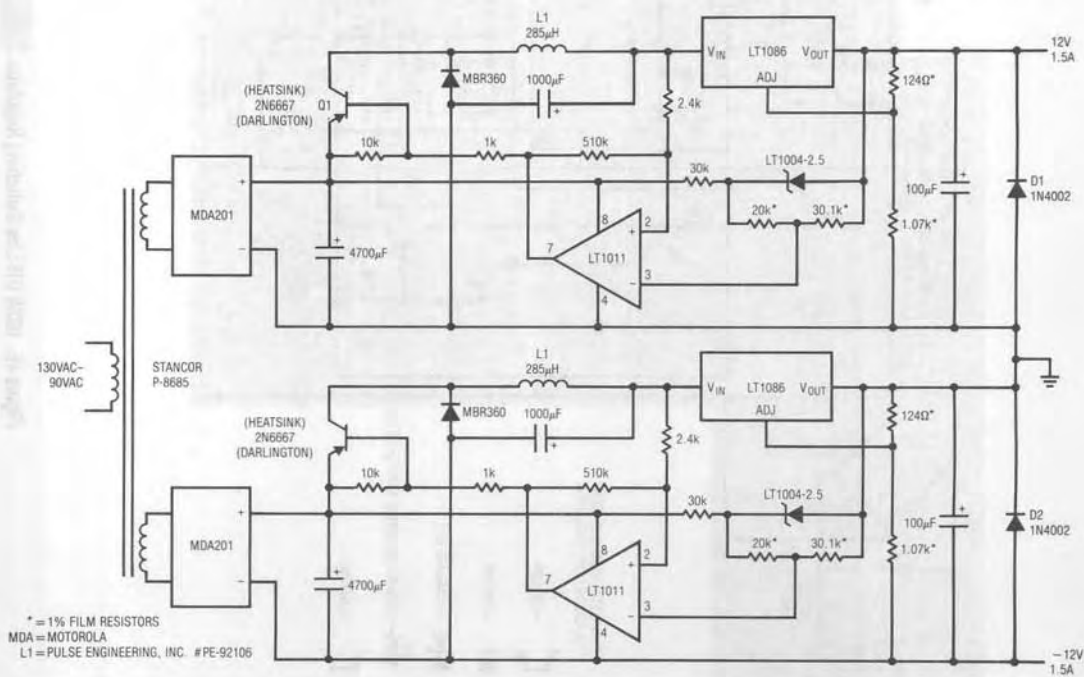 L1
285μH
LT1086
VIN
VOUT
ADJ
12V
1.5A
MBR360
1000μF
+
(HEATSINK)
2N6667
(DARLINGTON)
Q1
2.4k
124Ω*
10k
1k
510k
30k
LT1004-2.5
20k*
30.1k*
100μF
+
D1
1N4002
MDA201
+
−
+
4700μF
8
2
+
7
LT1011
3
−
4
1.07k*
130VAC–
90VAC
STANCOR
P-8685
L1
285μH
LT1086
VIN
VOUT
ADJ
MBR360
1000μF
+
(HEATSINK)
2N6667
(DARLINGTON)
2.4k
124Ω*
10k
1k
510k
30k
LT1004-2.5
20k*
30.1k*
100μF
+
D2
1N4002
MDA201
+
−
+
4700μF
8
2
+
7
LT1011
3
−
4
1.07k*
−12V
1.5A
* = 1% FILM RESISTORS
MDA = MOTOROLA
L1 = PULSE ENGINEERING, INC. #PE-92106